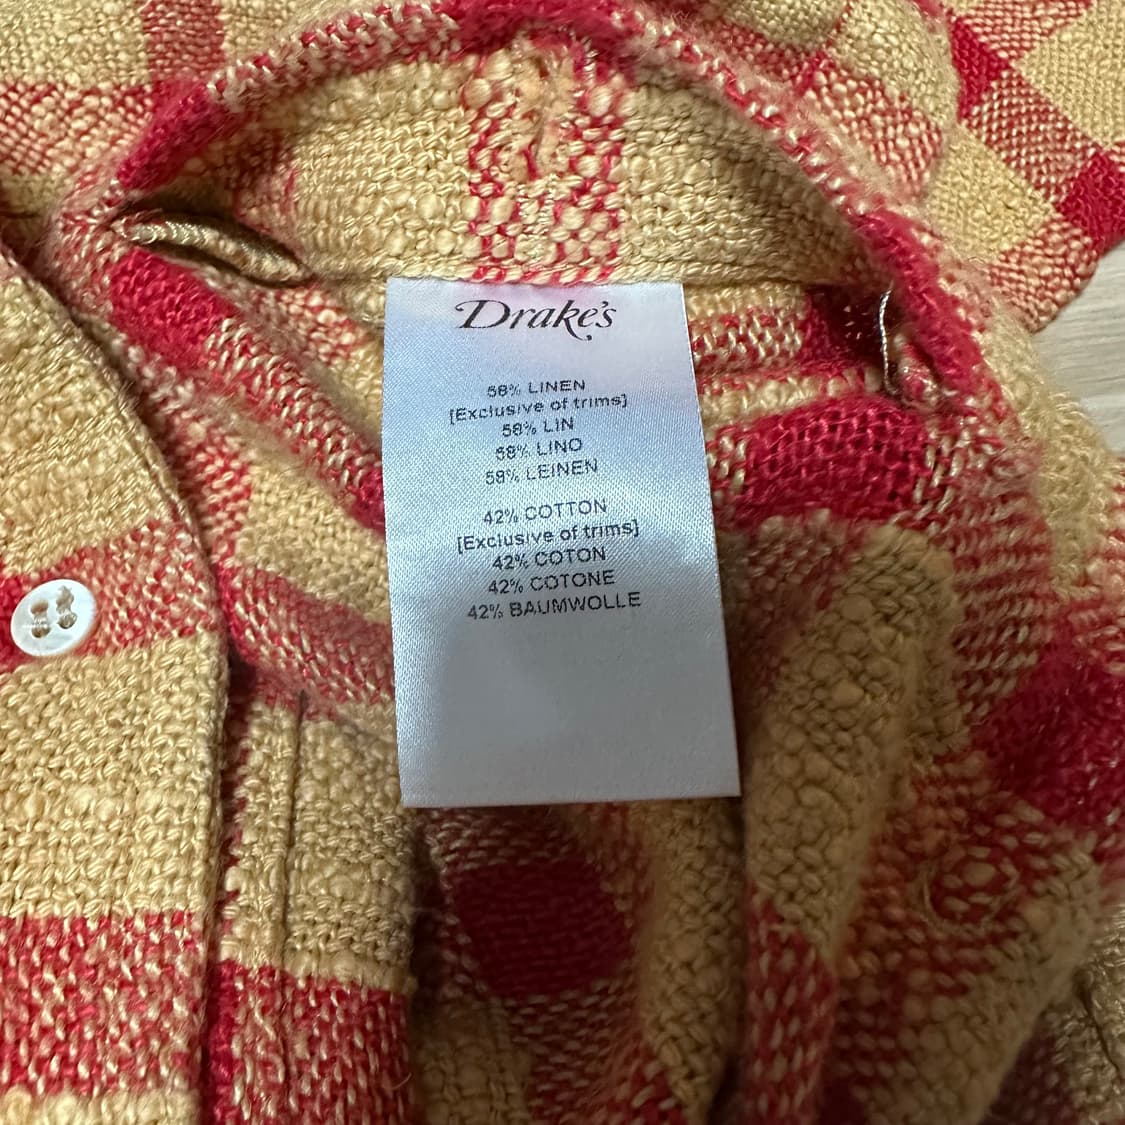 Drake's
58% LINEN
[Exclusive of trims]
58% LIN
58% LINO
58% LEINEN
42% COTTON
[Exclusive of trims]
42% COTON
42% COTONE
42% BAUMWOLLE